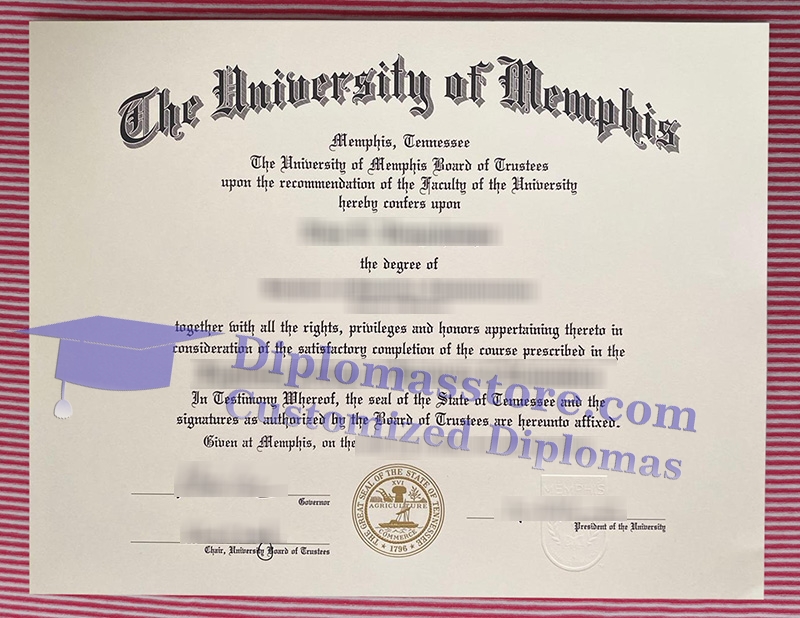 The University of Memphis
Memphis, Tennessee
The University of Memphis Board of Trustees
upon the recommendation of the Faculty of the University
hereby confers upon
the degree of
together with all the rights, privileges and honors appertaining thereto in
consideration of the satisfactory completion of the course prescribed in the
Diplomasstore.com
In Testimony Whereof, the seal of the State of Tennessee and the
signatures as authorized by the Board of Trustees are hereunto affixed.
Customized Diplomas
Given at Memphis, on the
Governor
THE GREAT SEAL OF THE STATE OF TENNESSEE
XVI
AGRICULTURE
COMMERCE
1796
MEMPHIS
President of the University
Chair, University Board of Trustees